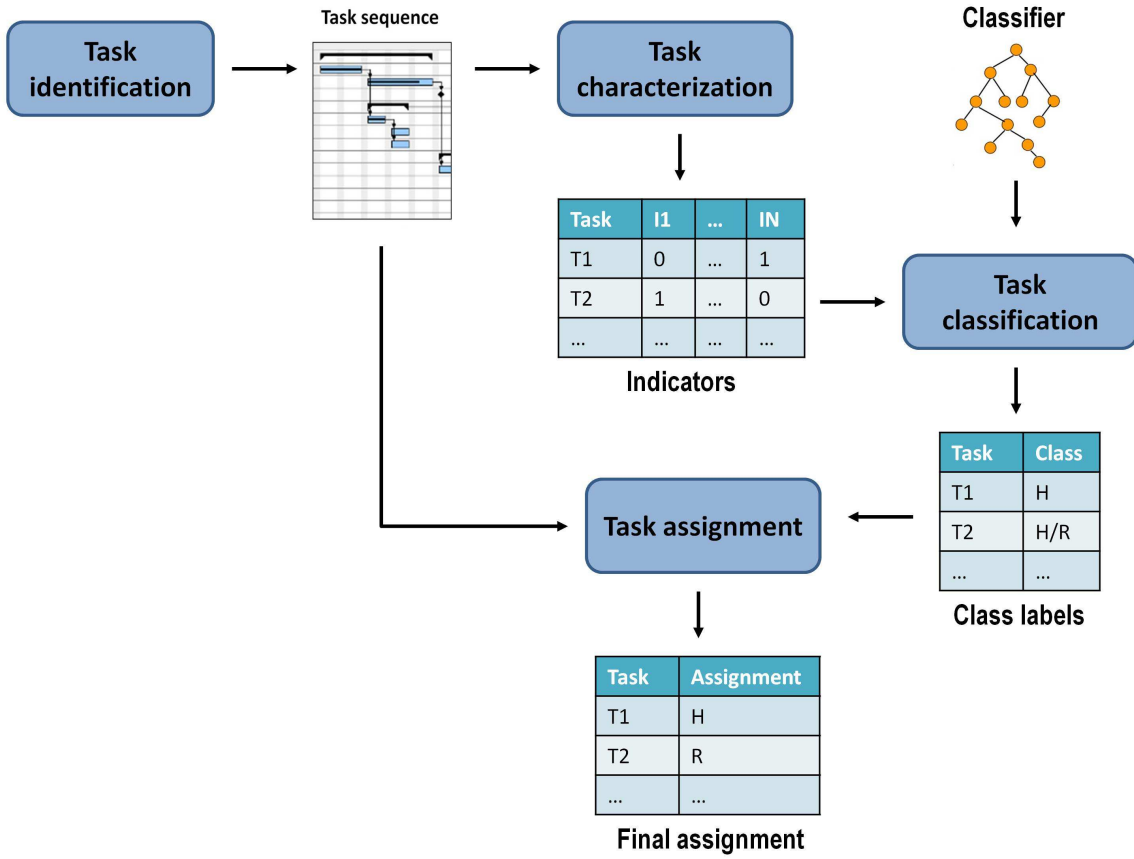 Task sequence
Classifier
Task
identification
Task
characterization
Task I1 ... IN
T1 0 ... 1
T2 1 ... 0
... ... ... ...
Indicators
Task
classification
Task Class
T1 H
T2 H/R
... ...
Class labels
Task assignment
Task Assignment
T1 H
T2 R
... ...
Final assignment